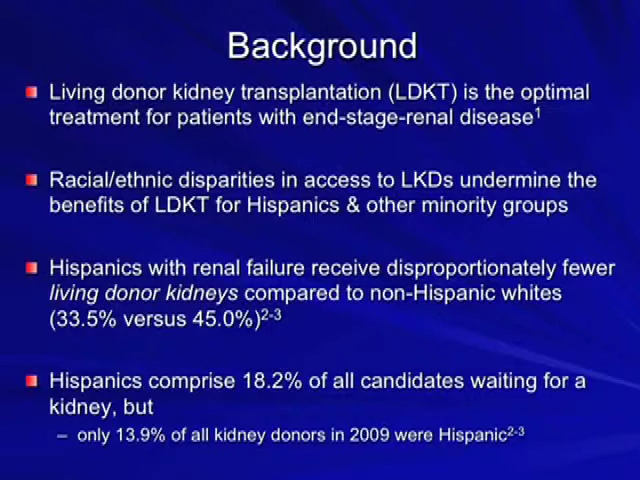 Background
Living donor kidney transplantation (LDKT) is the optimal
treatment for patients with end-stage-renal disease1
Racial/ethnic disparities in access to LKDs undermine the
benefits of LDKT for Hispanics & other minority groups
Hispanics with renal failure receive disproportionately fewer
living donor kidneys compared to non-Hispanic whites
(33.5% versus 45.0%)2-3
Hispanics comprise 18.2% of all candidates waiting for a
kidney, but
– only 13.9% of all kidney donors in 2009 were Hispanic2-3